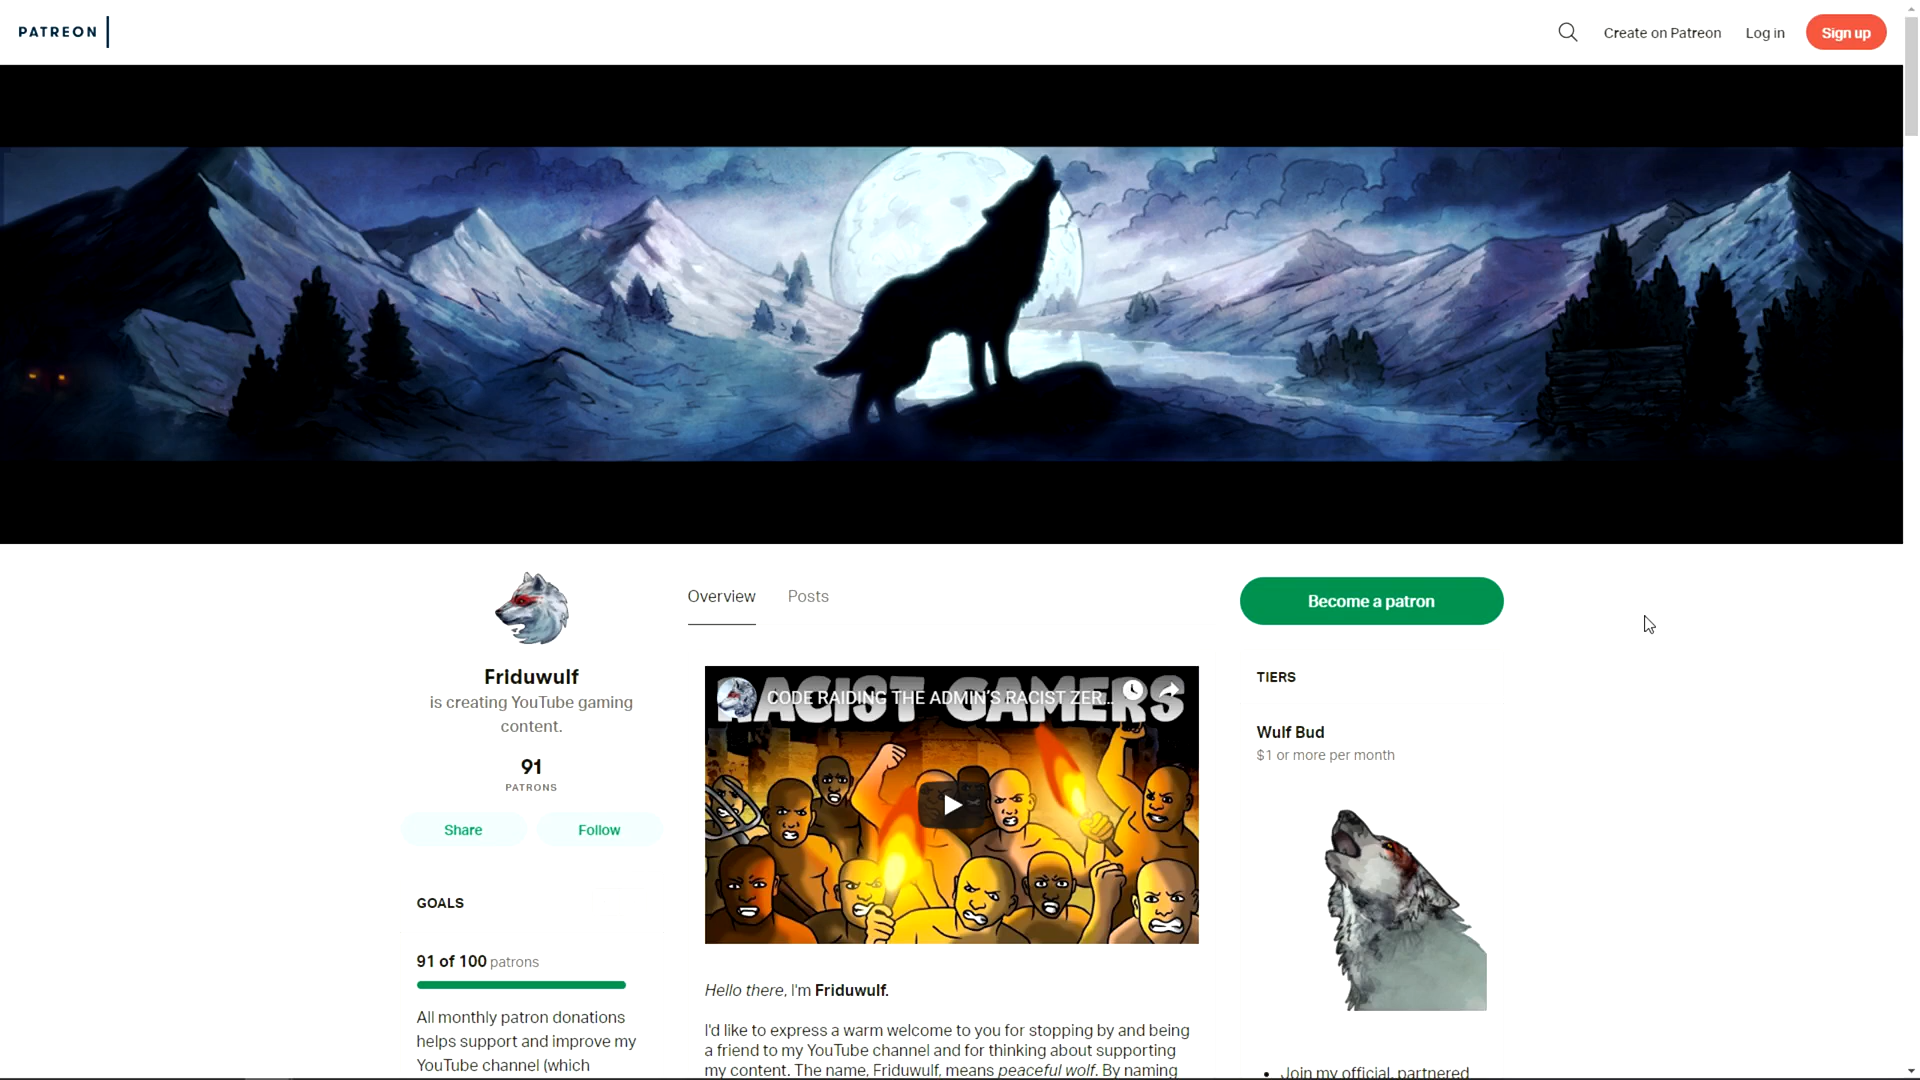 PATREON
Create on Patreon
Log in
Sign up
Overview
Posts
Become a patron
Friduwulf
is creating YouTube gaming
content.
91
PATRONS
Share
Follow
GOALS
91 of 100 patrons
All monthly patron donations
helps support and improve my
YouTube channel (which
RACIST GAMERS
CODE RAIDING THE ADMIN'S RACIST ZER...
Hello there, I'm Friduwulf.
I'd like to express a warm welcome to you for stopping by and being
a friend to my YouTube channel and for thinking about supporting
my content. The name, Friduwulf, means peaceful wolf. By naming
TIERS
Wulf Bud
$1 or more per month
Join my official, partnered